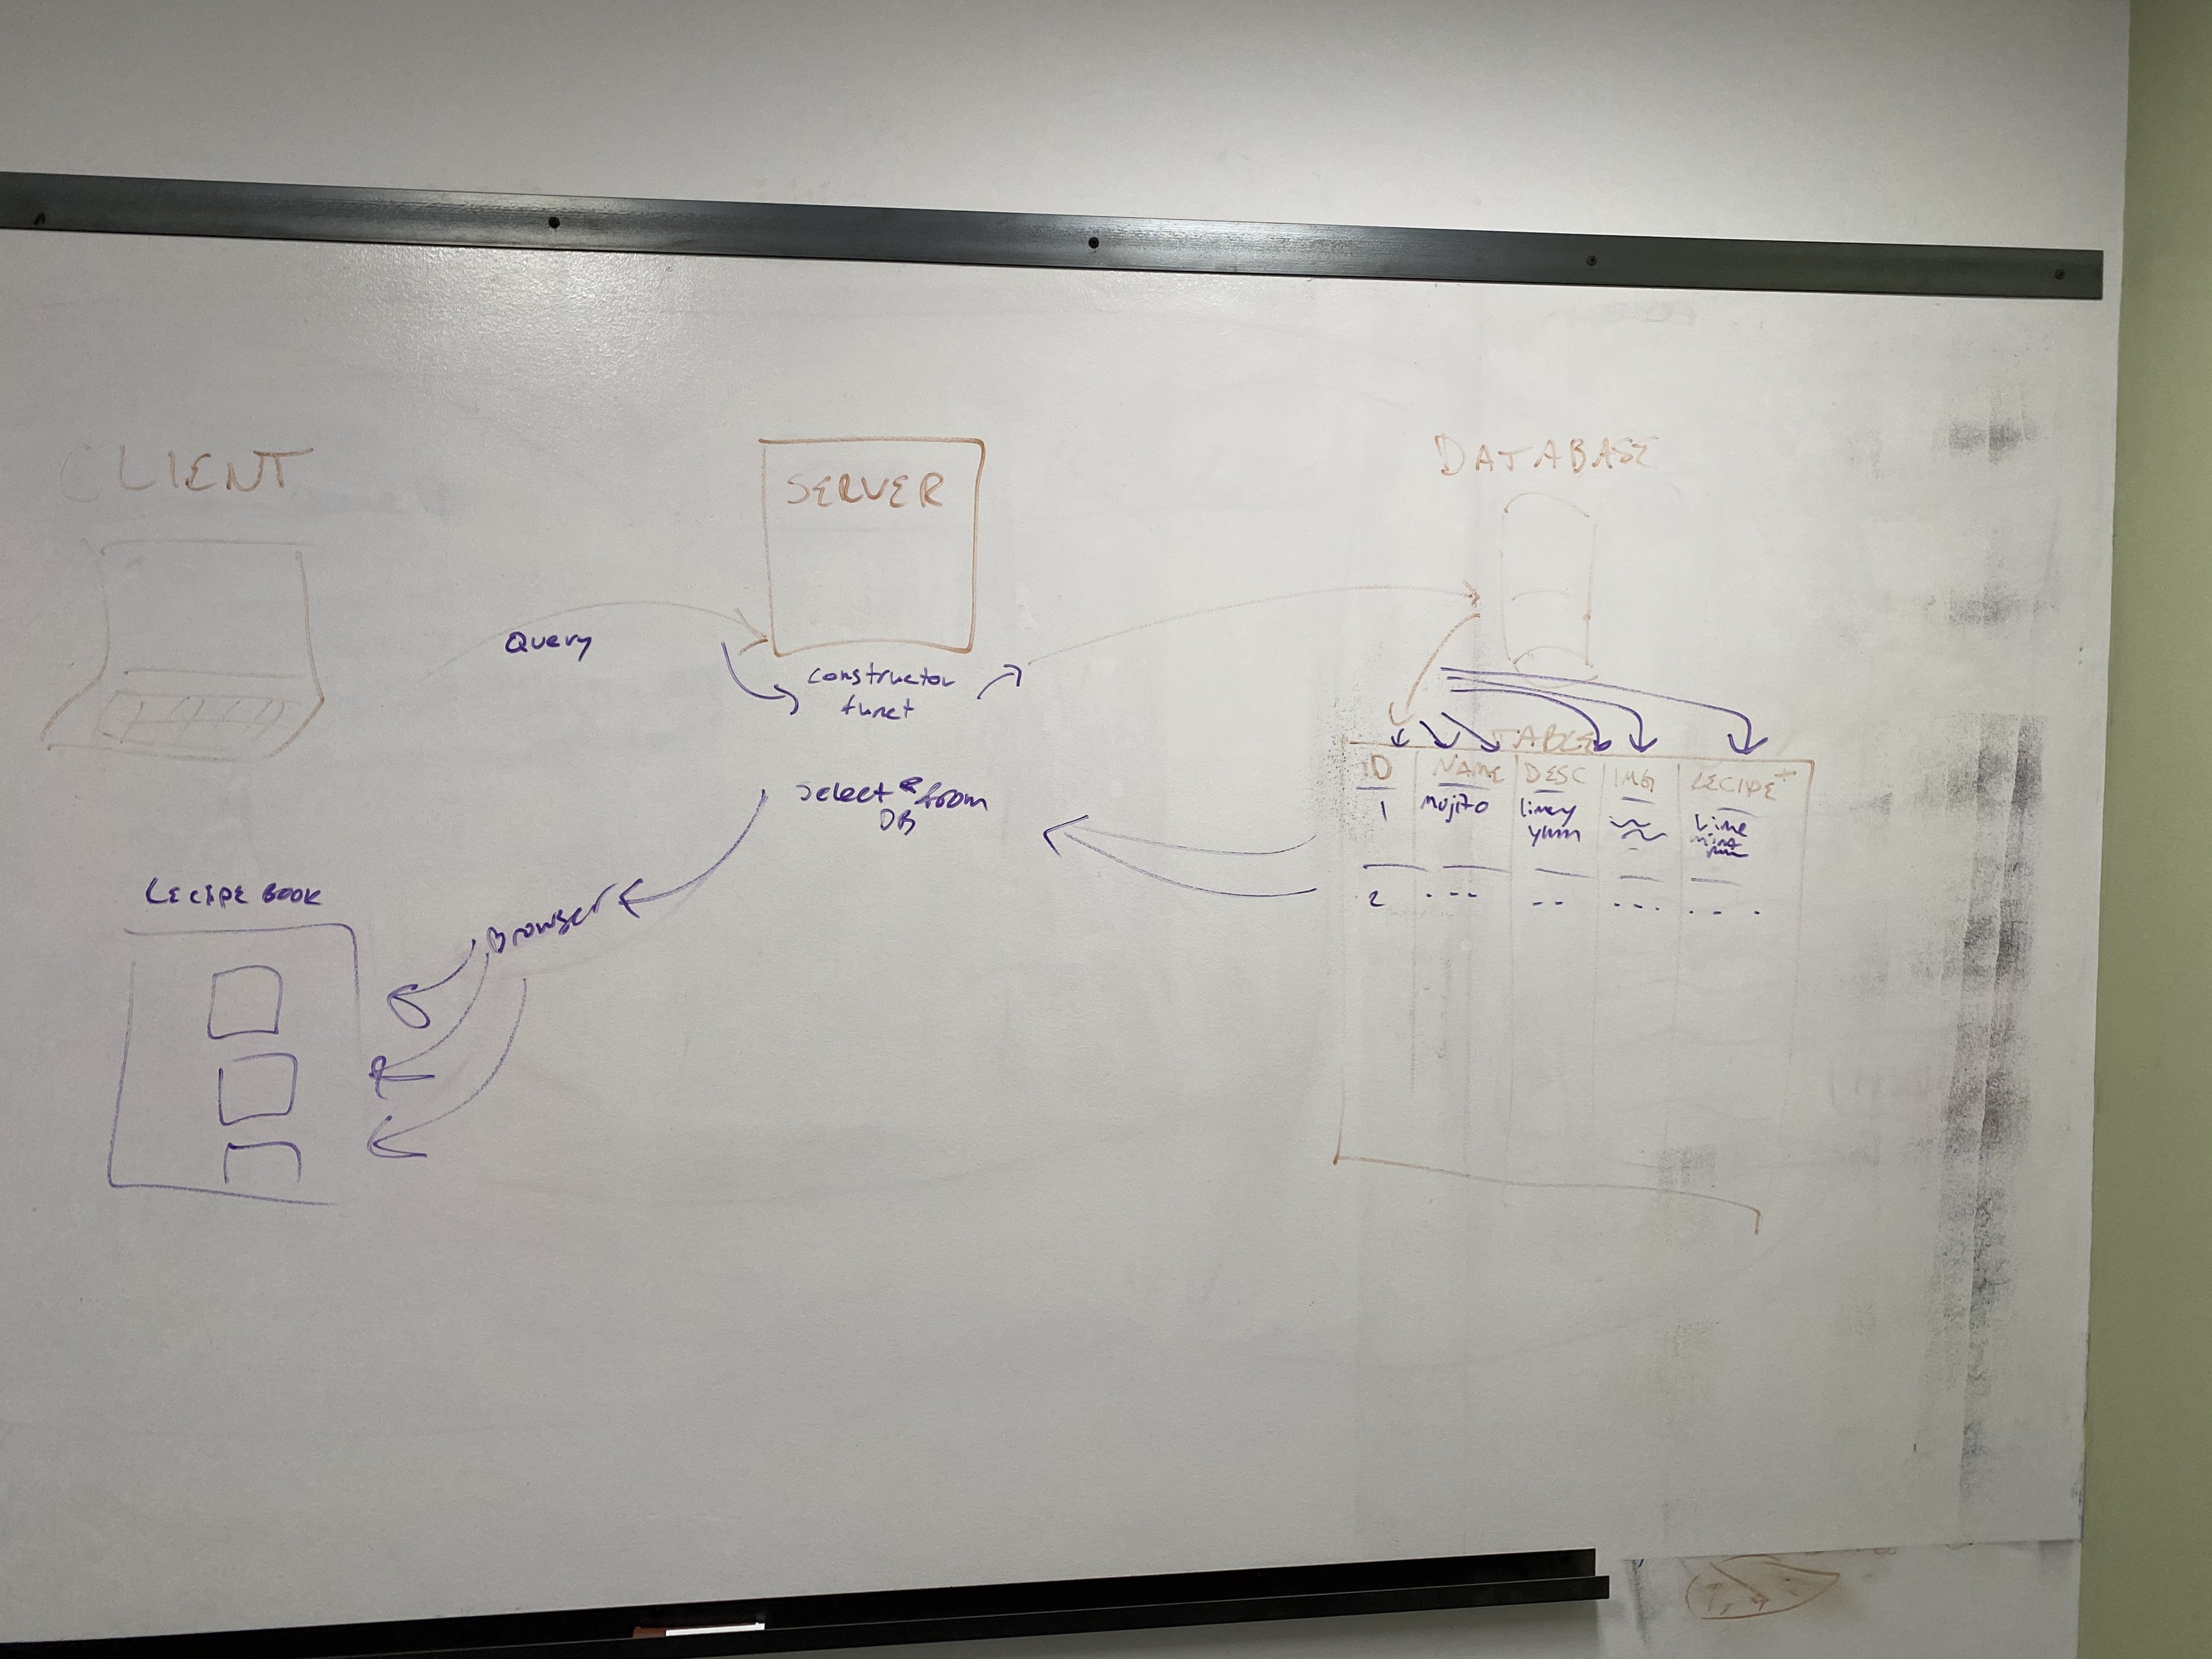 CLIENT
SERVER
DATABASE
Query
constructor
funct
TABLE
ID NAME DESC IMG RECIPE
1 mojito limey Lime
yum mint
Select * from
DB
2
RECIPE BOOK
Browser